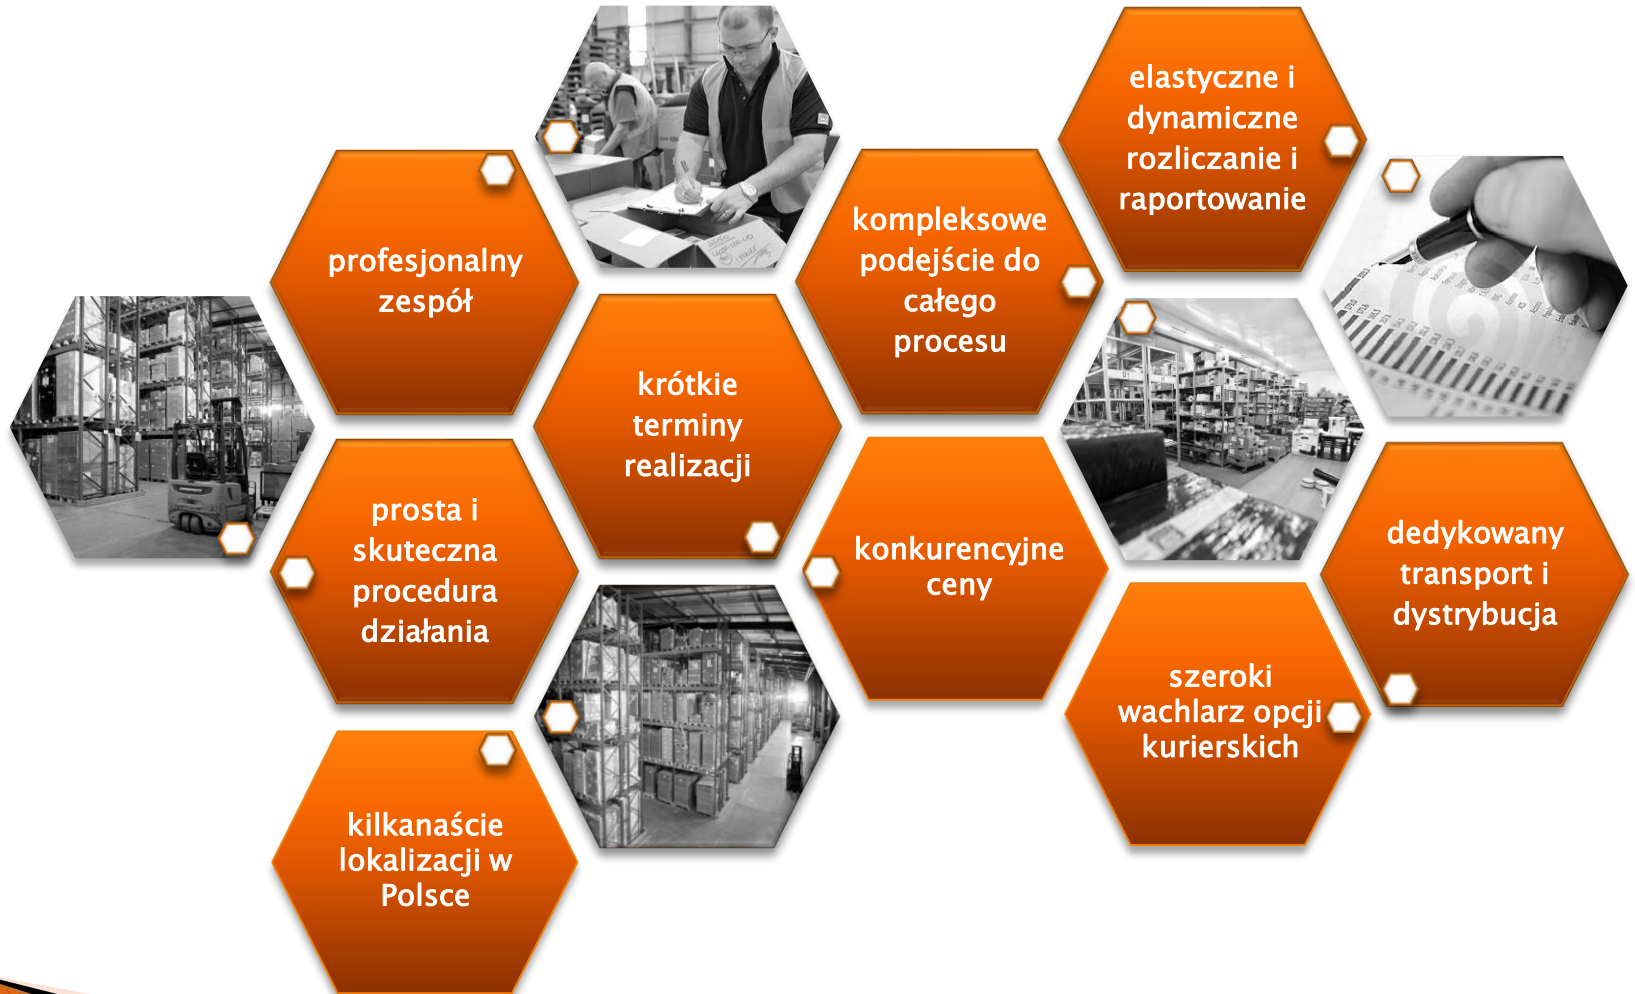 elastyczne i
dynamiczne
rozliczanie i
raportowanie
profesjonalny
zespół
kompleksowe
podejście do
całego
procesu
krótkie
terminy
realizacji
prosta i
skuteczna
procedura
działania
konkurencyjne
ceny
dedykowany
transport i
dystrybucja
szeroki
wachlarz opcji
kurierskich
kilkanaście
lokalizacji w
Polsce